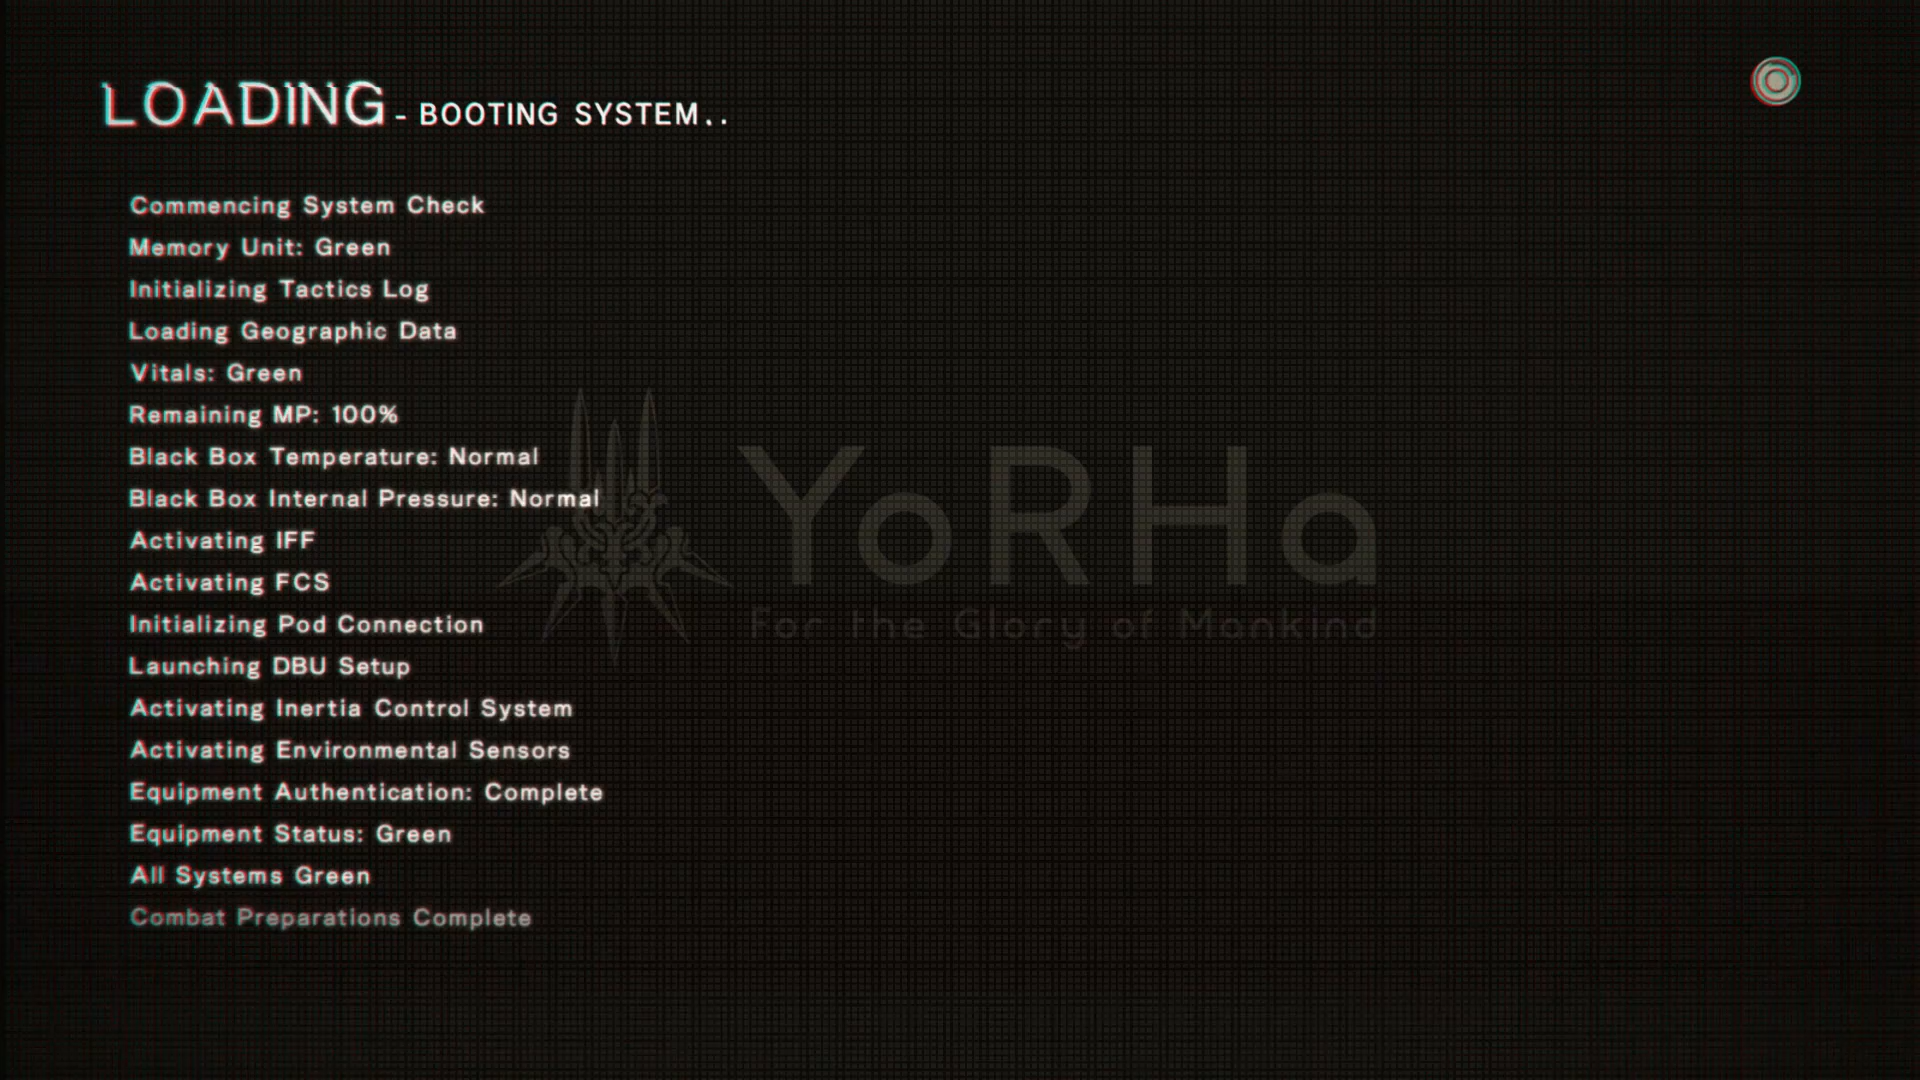 LOADING - BOOTING SYSTEM..
Commencing System Check
Memory Unit: Green
Initializing Tactics Log
Loading Geographic Data
Vitals: Green
Remaining MP: 100%
Black Box Temperature: Normal
Black Box Internal Pressure: Normal
Activating IFF
Activating FCS
Initializing Pod Connection
Launching DBU Setup
Activating Inertia Control System
Activating Environmental Sensors
Equipment Authentication: Complete
Equipment Status: Green
All Systems Green
Combat Preparations Complete
YoRHa
For the Glory of Mankind